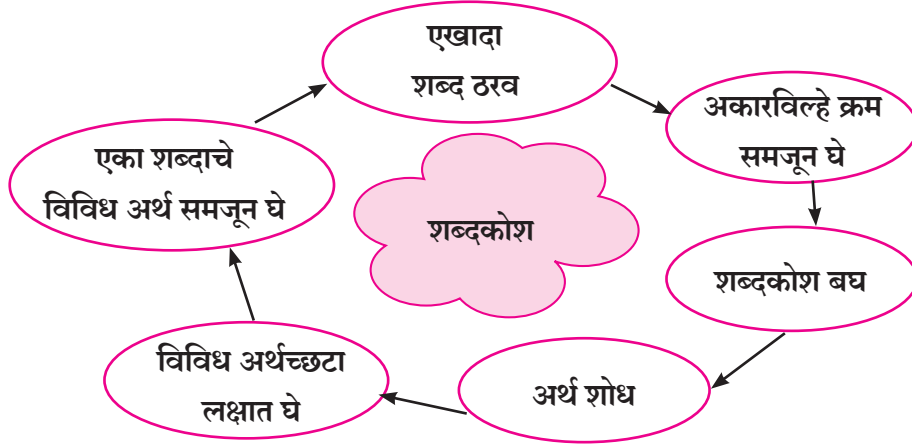 एखादा
शब्द ठरव
अकारविल्हे क्रम
समजून घे
शब्दकोश बघ
अर्थ शोध
विविध अर्थच्छटा
लक्षात घे
एका शब्दाचे
विविध अर्थ समजून घे
शब्दकोश